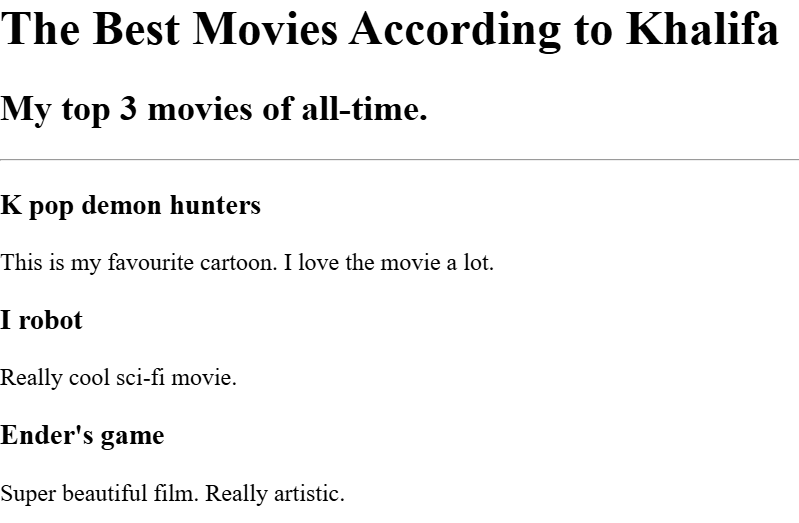 The Best Movies According to Khalifa
My top 3 movies of all-time.
K pop demon hunters
This is my favourite cartoon. I love the movie a lot.
I robot
Really cool sci-fi movie.
Ender's game
Super beautiful film. Really artistic.